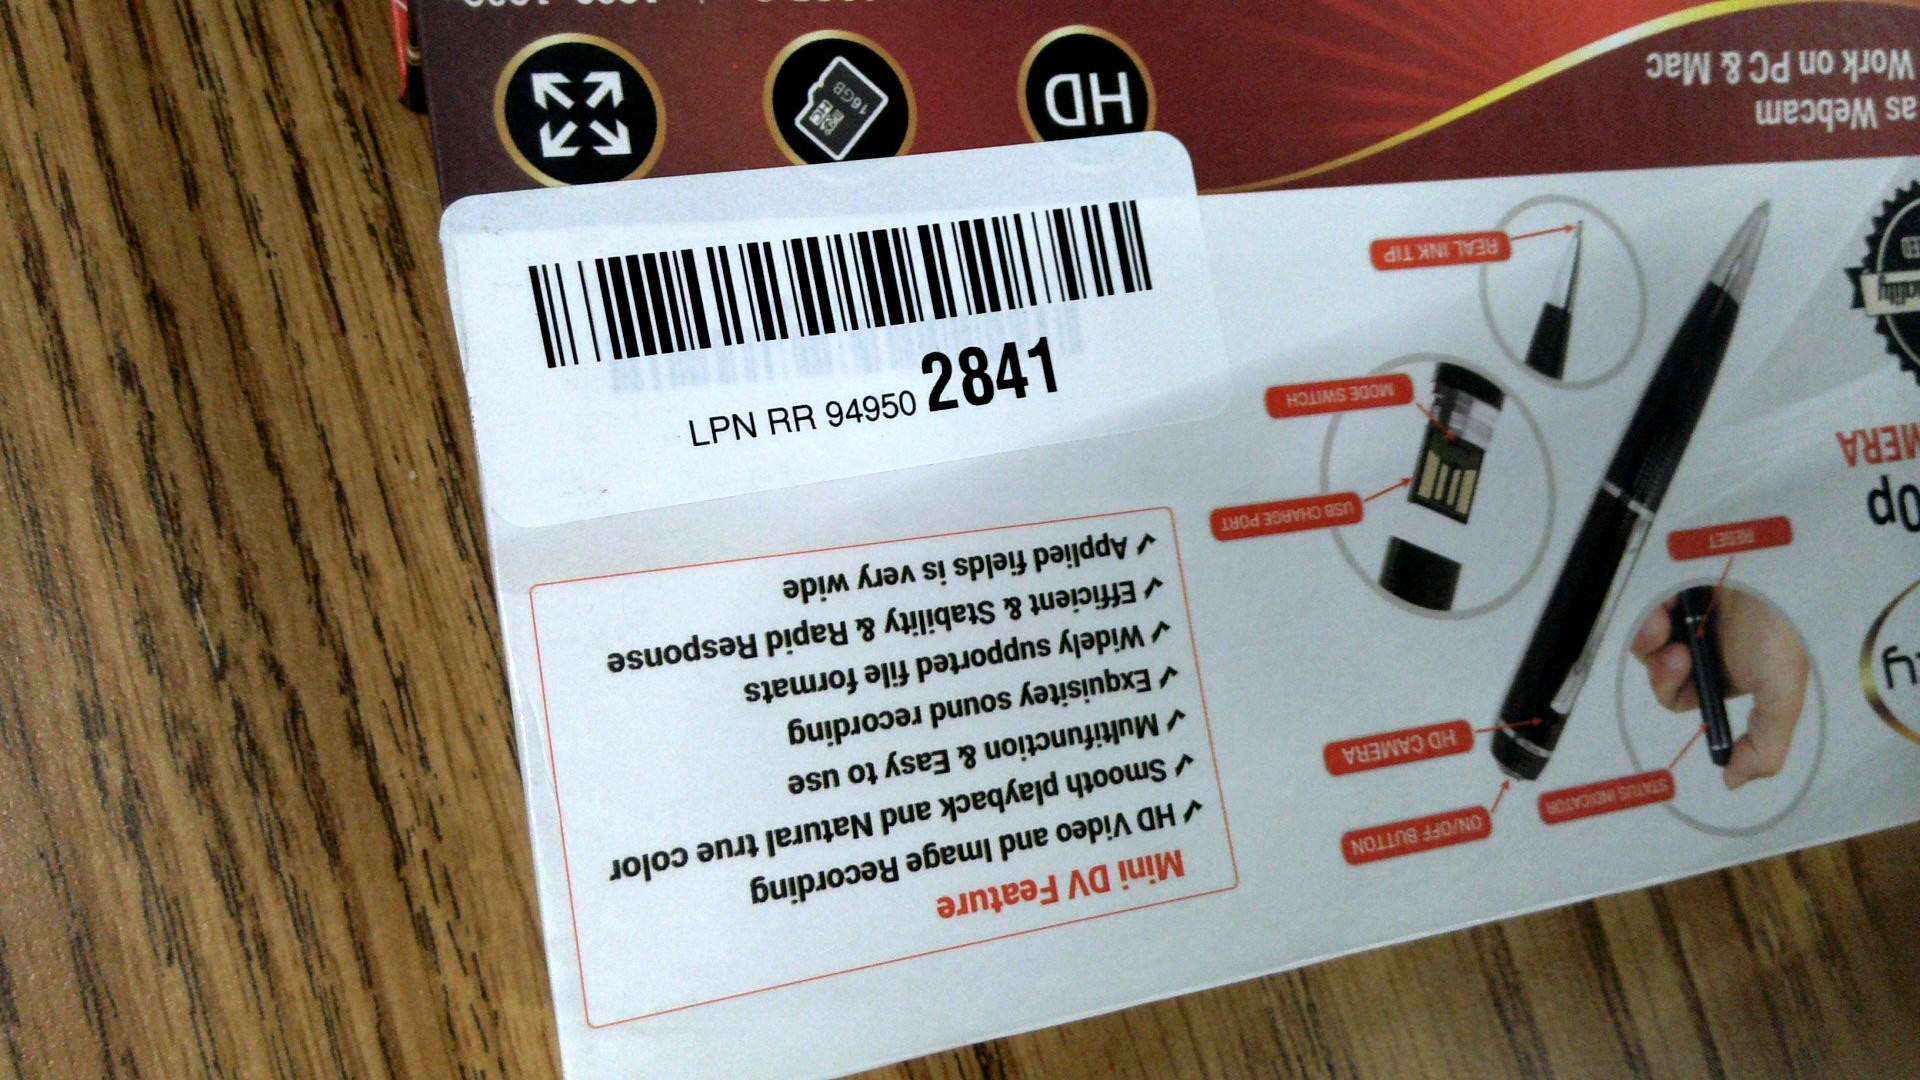 LPN RR 94950 2841
Mini DV Feature
✓ HD Video and Image Recording
✓ Smooth playback and Natural true color
✓ Multifunction & Easy to use
✓ Exquisitey sound recording
✓ Widely supported file formats
✓ Efficient & Stability & Rapid Response
✓ Applied fields is very wide
ON/OFF BUTTON
STATUS INDICATOR
HD CAMERA
RESET
USB CHARGE PORT
MODE SWITCH
REAL INK TIP
as Webcam
Work on PC & Mac
HD
16GB